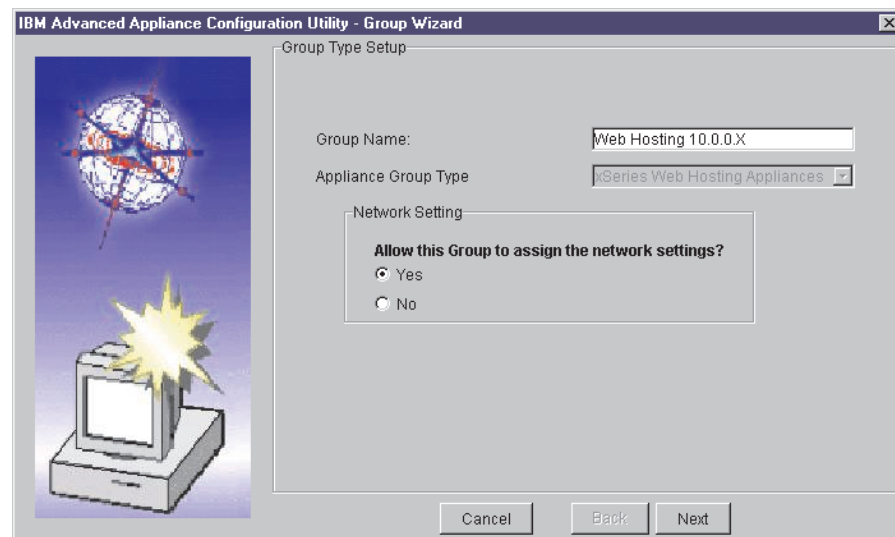 IBM Advanced Appliance Configuration Utility - Group Wizard
Group Type Setup
Group Name:
Web Hosting 10.0.0.X
Appliance Group Type
xSeries Web Hosting Appliances
Network Setting
Allow this Group to assign the network settings?
Yes
No
Cancel
Back
Next